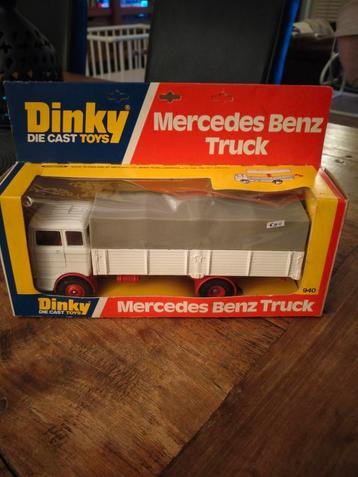 Dinky®
DIE CAST TOYS
Mercedes Benz
Truck
Dinky
DIE CAST TOYS
Mercedes Benz Truck
940